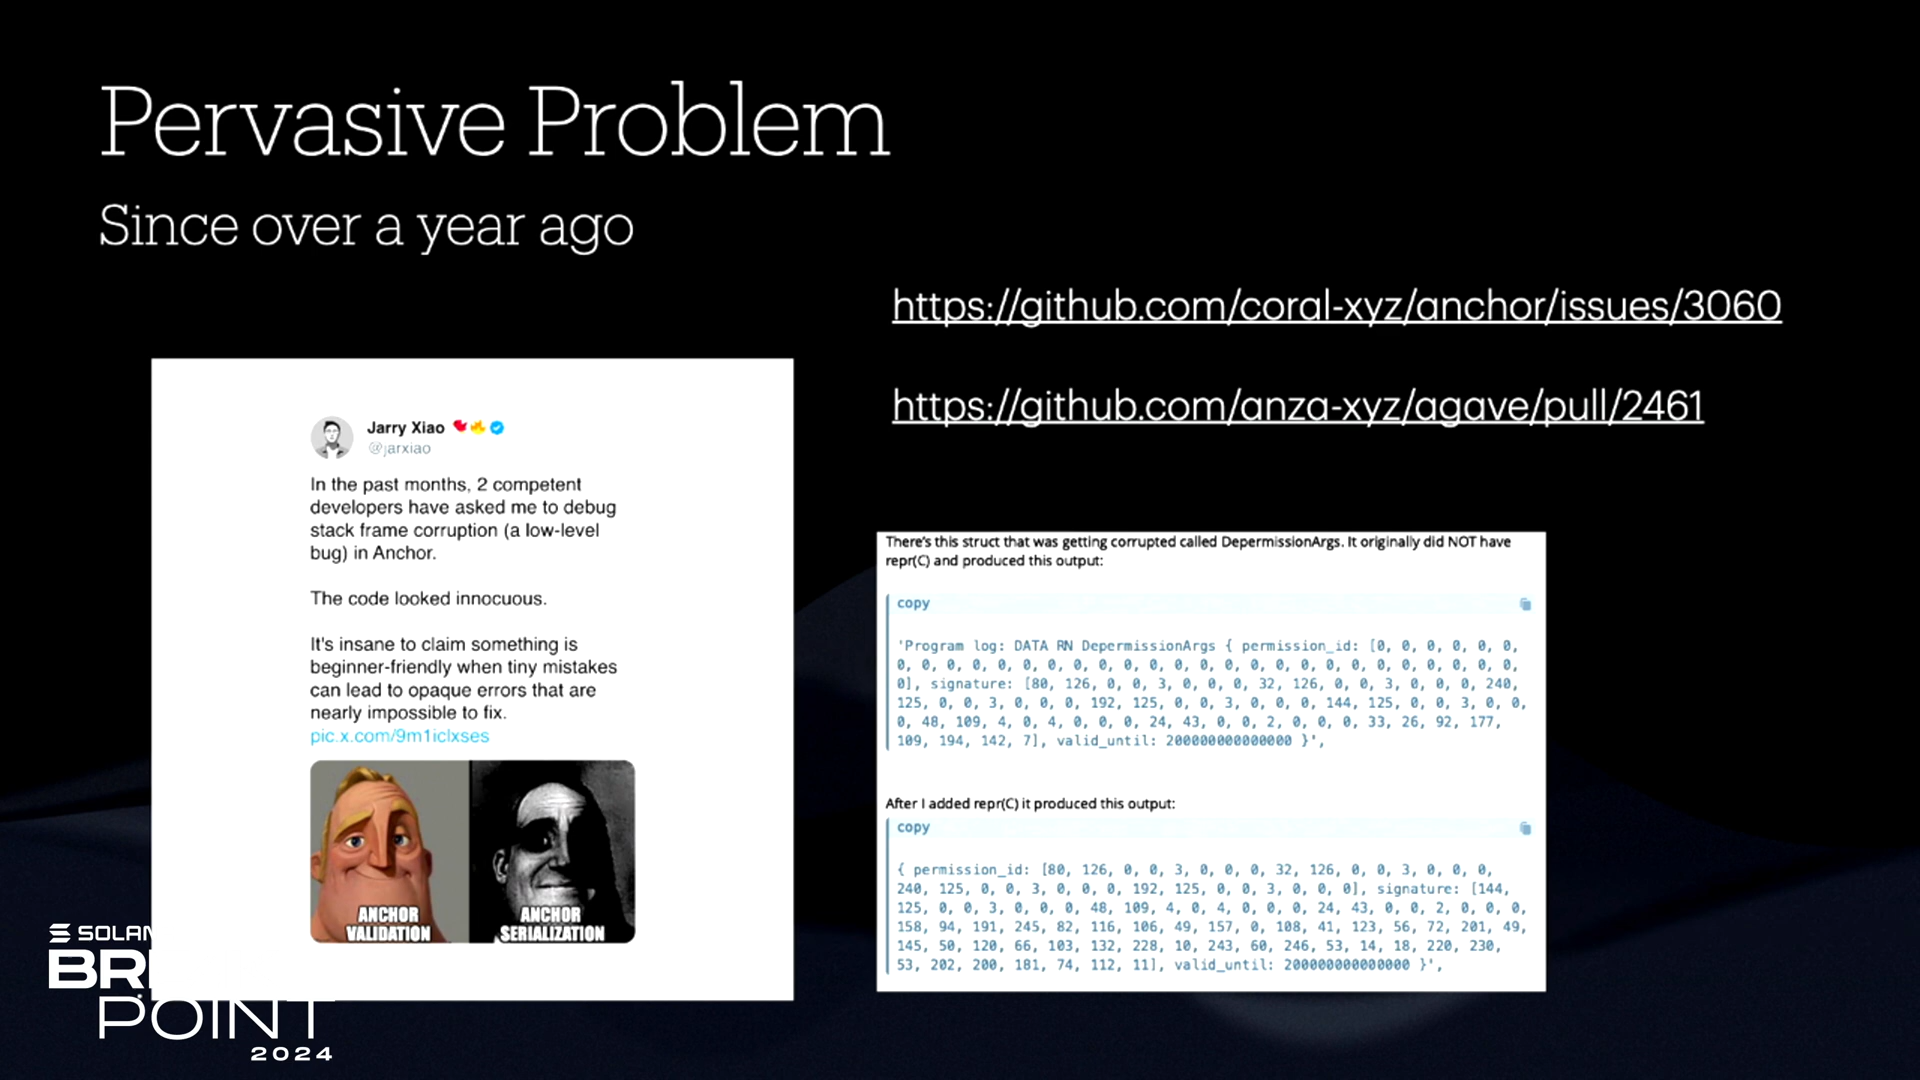 Pervasive Problem
Since over a year ago
https://github.com/coral-xyz/anchor/issues/3060
https://github.com/anza-xyz/agave/pull/2461
Jarry Xiao
@jarxiao
In the past months, 2 competent
developers have asked me to debug
stack frame corruption (a low-level
bug) in Anchor.
The code looked innocuous.
It's insane to claim something is
beginner-friendly when tiny mistakes
can lead to opaque errors that are
nearly impossible to fix.
pic.x.com/9m1iclxses
ANCHOR
VALIDATION
ANCHOR
SERIALIZATION
There's this struct that was getting corrupted called DepermissionArgs. It originally did NOT have
repr(C) and produced this output:
copy
'Program log: DATA RN DepermissionArgs { permission_id: [0, 0, 0, 0, 0, 0,
0, 0, 0, 0, 0, 0, 0, 0, 0, 0, 0, 0, 0, 0, 0, 0, 0, 0, 0, 0, 0, 0, 0, 0, 0,
0], signature: [80, 126, 0, 0, 3, 0, 0, 0, 32, 126, 0, 0, 3, 0, 0, 0, 240,
125, 0, 0, 3, 0, 0, 0, 192, 125, 0, 0, 3, 0, 0, 0, 144, 125, 0, 0, 3, 0, 0,
0, 48, 109, 4, 0, 4, 0, 0, 0, 24, 43, 0, 0, 2, 0, 0, 0, 33, 26, 92, 177,
109, 194, 142, 7], valid_until: 200000000000000 }',
After I added repr(C) it produced this output:
copy
{ permission_id: [80, 126, 0, 0, 3, 0, 0, 0, 32, 126, 0, 0, 3, 0, 0, 0,
240, 125, 0, 0, 3, 0, 0, 0, 192, 125, 0, 0, 3, 0, 0, 0], signature: [144,
125, 0, 0, 3, 0, 0, 0, 48, 109, 4, 0, 4, 0, 0, 0, 24, 43, 0, 0, 2, 0, 0, 0,
158, 94, 191, 245, 82, 116, 106, 49, 157, 0, 108, 41, 123, 56, 72, 201, 49,
145, 50, 120, 66, 103, 132, 228, 10, 243, 60, 246, 53, 14, 18, 220, 230,
53, 202, 200, 181, 74, 112, 11], valid_until: 200000000000000 }',
SOLAN
BRE
POINT
2024